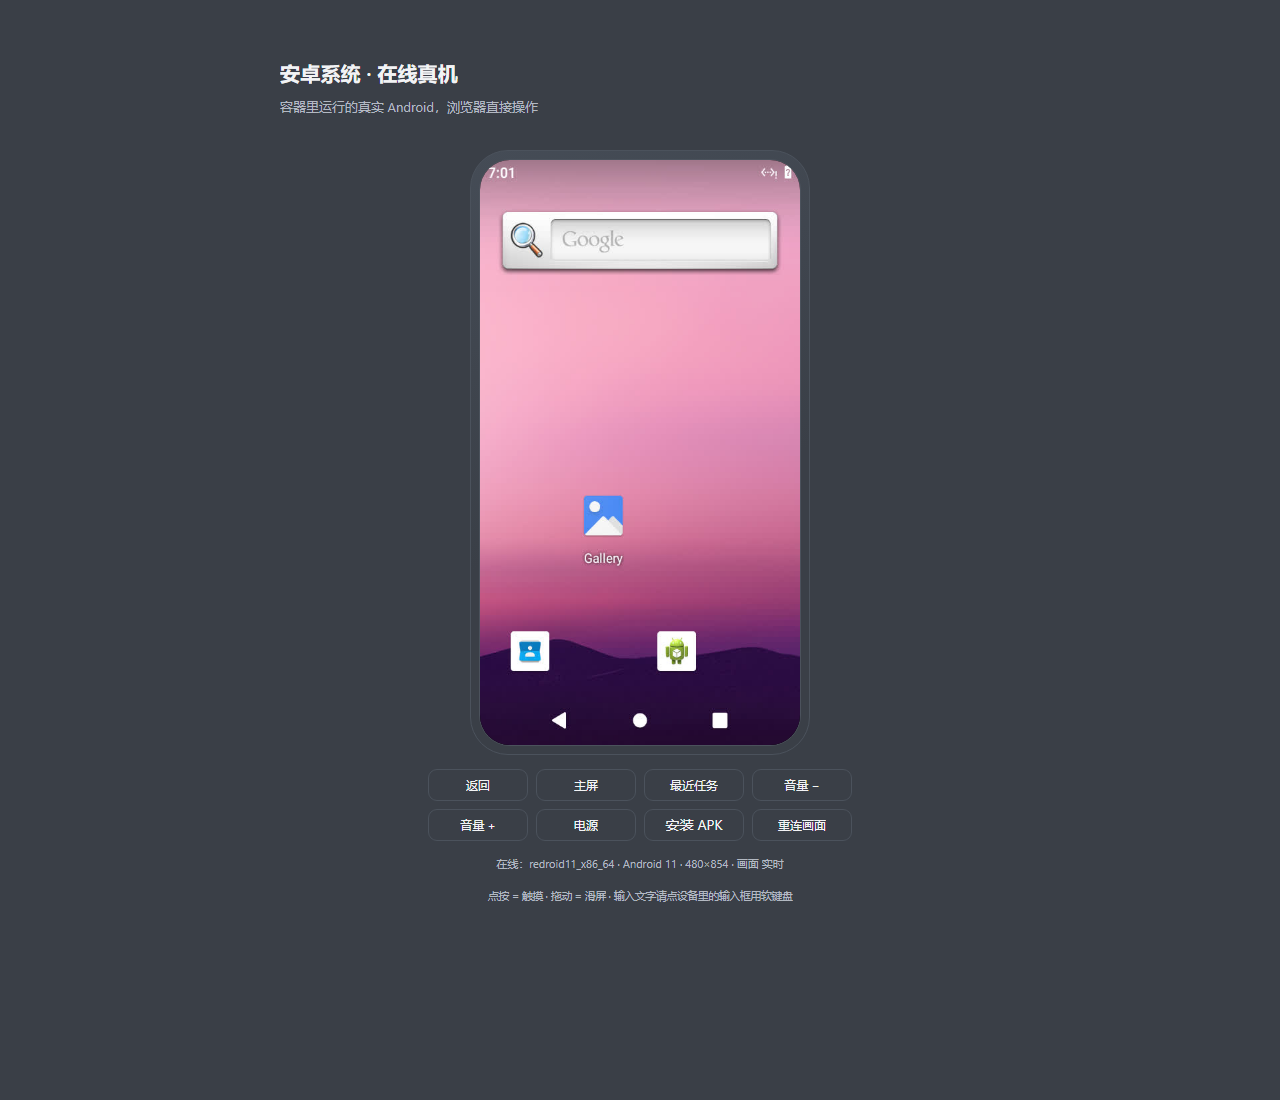 安卓系统 · 在线真机
容器里运行的真实 Android，浏览器直接操作
7:01
Google
Gallery
返回
主屏
最近任务
音量 −
音量 +
电源
安装 APK
重连画面
在线：redroid11_x86_64 · Android 11 · 480×854 · 画面 实时
点按 = 触摸 · 拖动 = 滑屏 · 输入文字请点设备里的输入框用软键盘